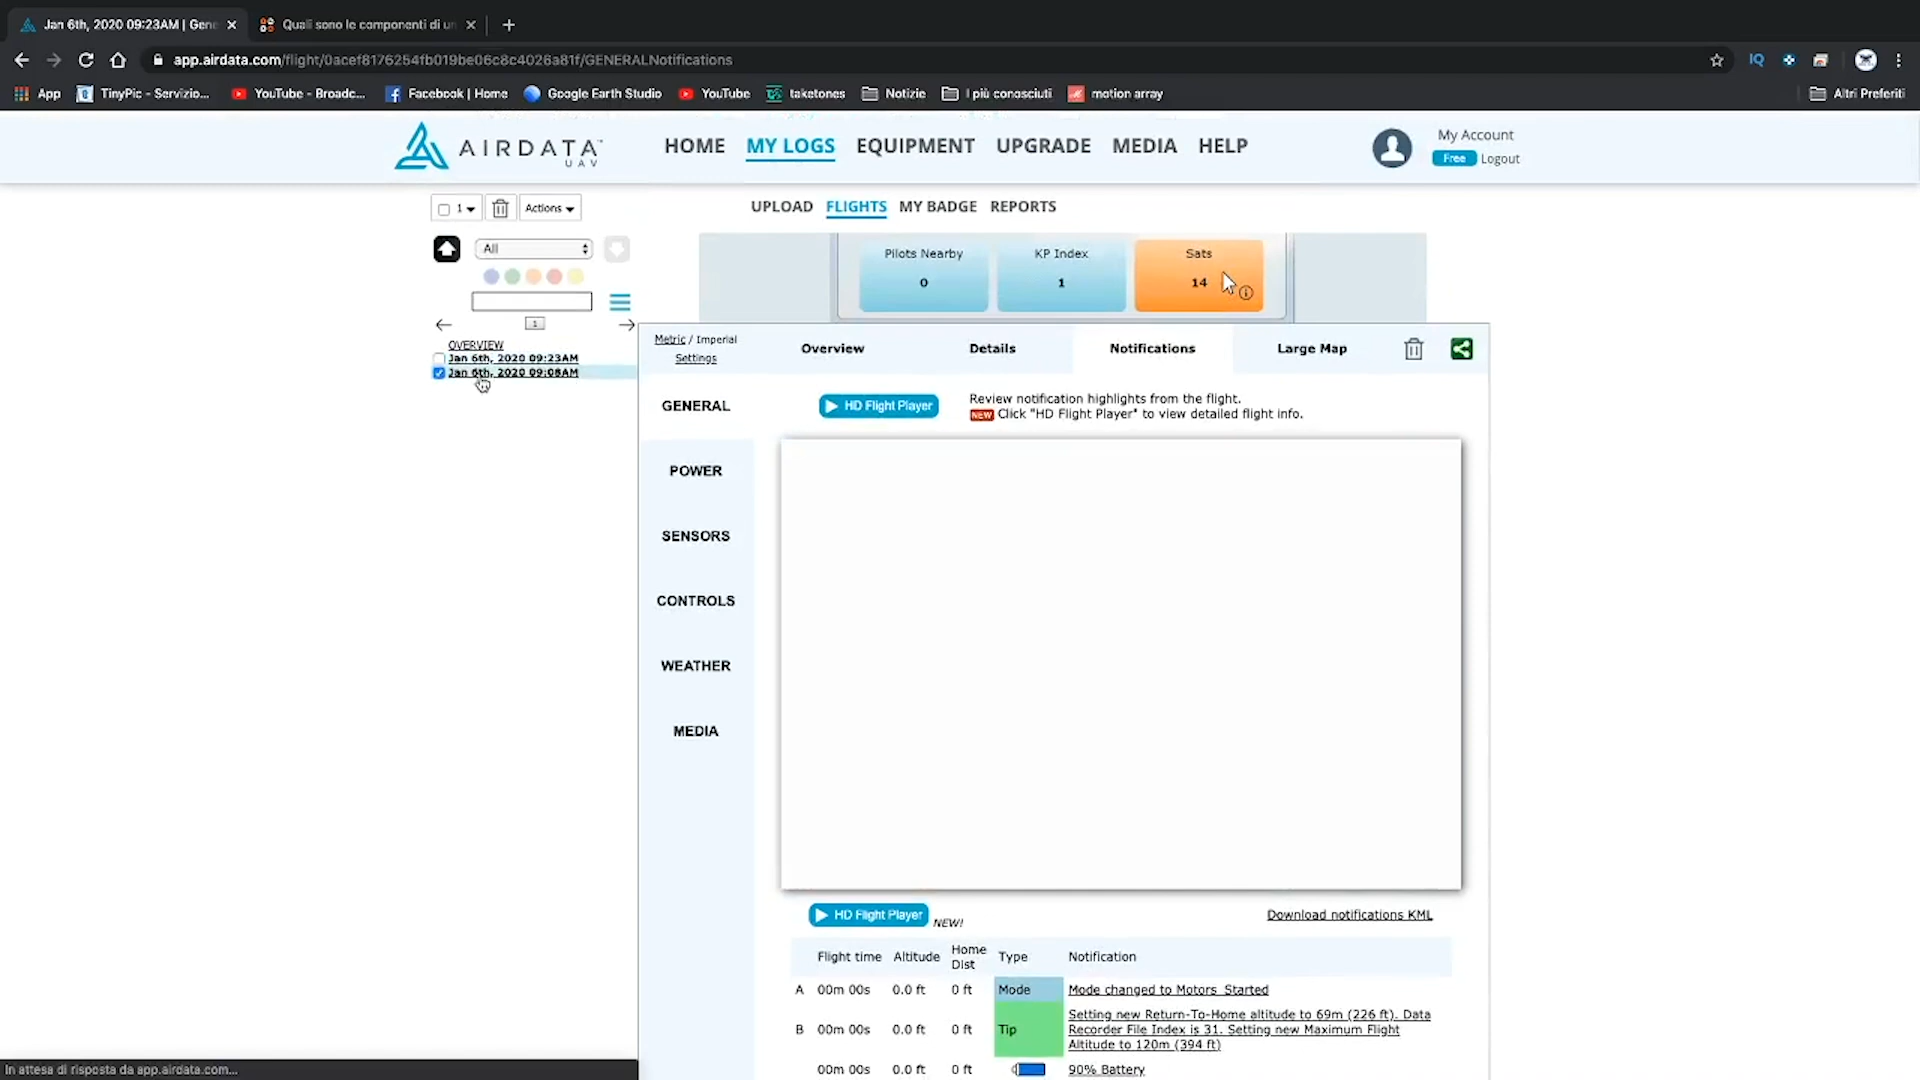 Jan 6th, 2020 09:23AM | Gene
Quali sono le componenti di un
app.airdata.com/flight/0acef8176254fb019be06c8c4026a81f/GENERALNotifications
IQ
App
TinyPic - Servizio...
YouTube - Broadc...
Facebook | Home
Google Earth Studio
YouTube
taketones
Notizie
I più conosciuti
motion array
Altri Preferiti
AIRDATA
UAV
HOME
MY LOGS
EQUIPMENT
UPGRADE
MEDIA
HELP
My Account
Free
Logout
1
Actions
UPLOAD
FLIGHTS
MY BADGE
REPORTS
All
Pilots Nearby
0
KP Index
1
Sats
14
1
OVERVIEW
Jan 6th, 2020 09:23AM
Jan 6th, 2020 09:08AM
Metric / Imperial
Settings
Overview
Details
Notifications
Large Map
GENERAL
POWER
SENSORS
CONTROLS
WEATHER
MEDIA
HD Flight Player
Review notification highlights from the flight.
NEW Click "HD Flight Player" to view detailed flight info.
HD Flight Player
NEW!
Download notifications KML
Flight time Altitude Home Dist Type Notification
A 00m 00s 0.0 ft 0 ft Mode Mode changed to Motors_Started
B 00m 00s 0.0 ft 0 ft Tip Setting new Return-To-Home altitude to 69m (226 ft). Data
Recorder File Index is 31. Setting new Maximum Flight
Altitude to 120m (394 ft)
00m 00s 0.0 ft 0 ft 90% Battery
In attesa di risposta da app.airdata.com...